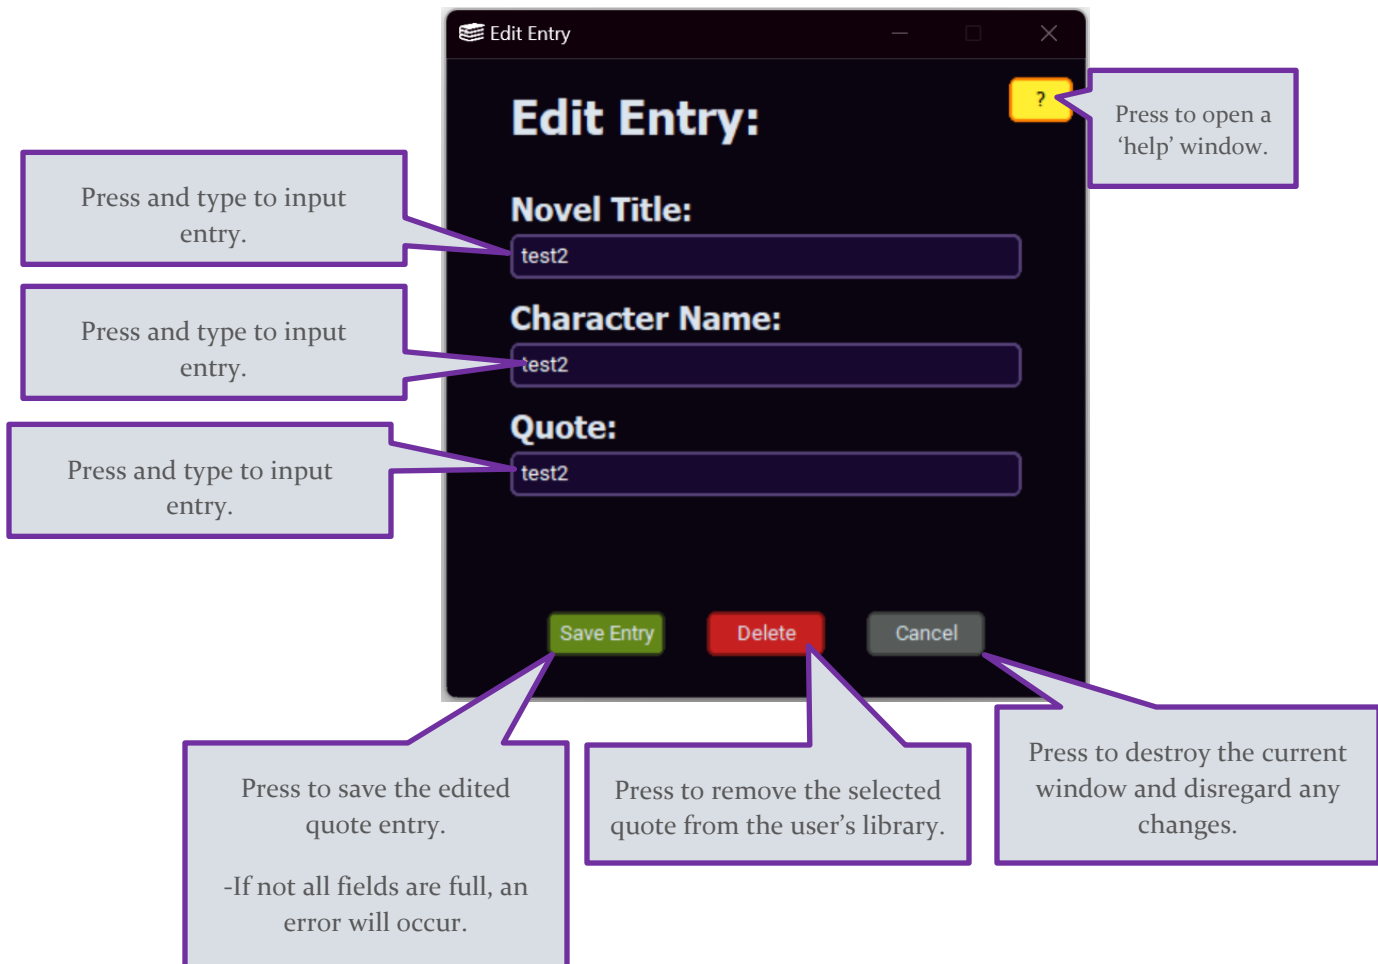 Edit Entry
Edit Entry:
?
Press to open a
‘help’ window.
Press and type to input
entry.
Novel Title:
test2
Press and type to input
entry.
Character Name:
test2
Press and type to input
entry.
Quote:
test2
Save Entry
Delete
Cancel
Press to save the edited
quote entry.
-If not all fields are full, an
error will occur.
Press to remove the selected
quote from the user’s library.
Press to destroy the current
window and disregard any
changes.